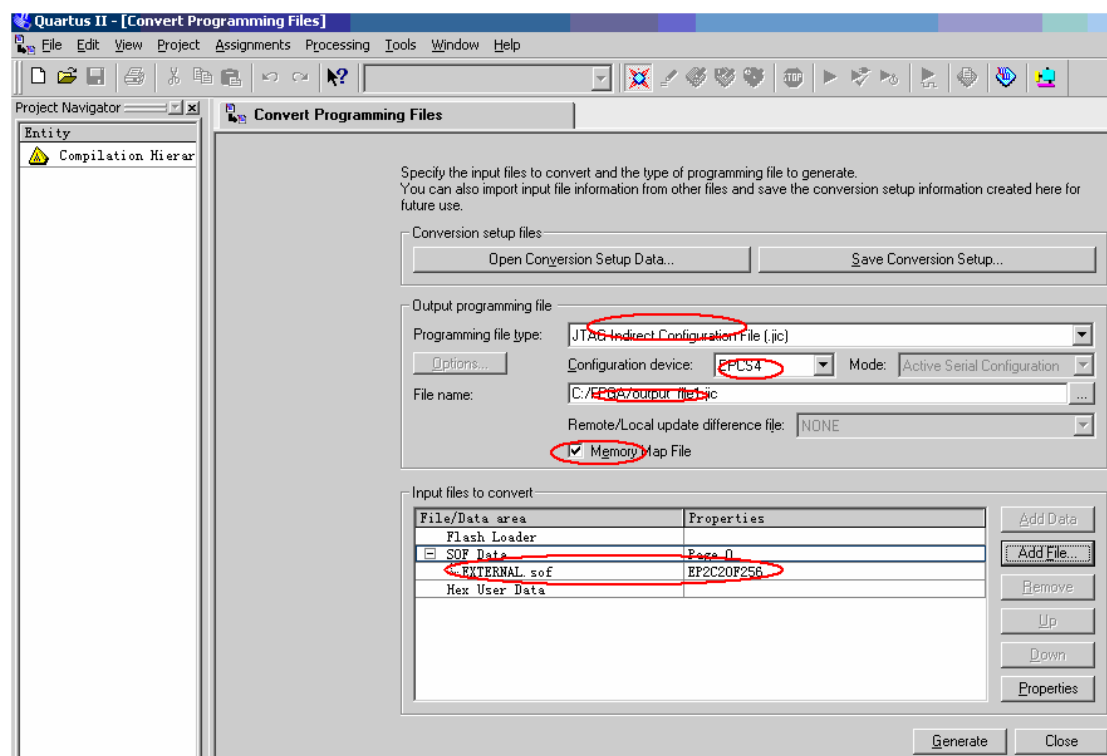 Quartus II - [Convert Programming Files]
File Edit View Project Assignments Processing Tools Window Help
Project Navigator
Entity
Compilation Hierar
Convert Programming Files
Specify the input files to convert and the type of programming file to generate.
You can also import input file information from other files and save the conversion setup information created here for
future use.
Conversion setup files
Open Conversion Setup Data... Save Conversion Setup...
Output programming file
Programming file type: JTAG Indirect Configuration File (.jic)
Options... Configuration device: EPCS4 Mode: Active Serial Configuration
File name: C:/FPGA/output_file1.jic ...
Remote/Local update difference file: NONE
Memory Map File
Input files to convert
File/Data area Properties Add Data
Flash Loader
SOF Data Page_0 Add File...
EXTERNAL.sof EP2C20F256
Hex User Data Remove
Up
Down
Properties
Generate Close